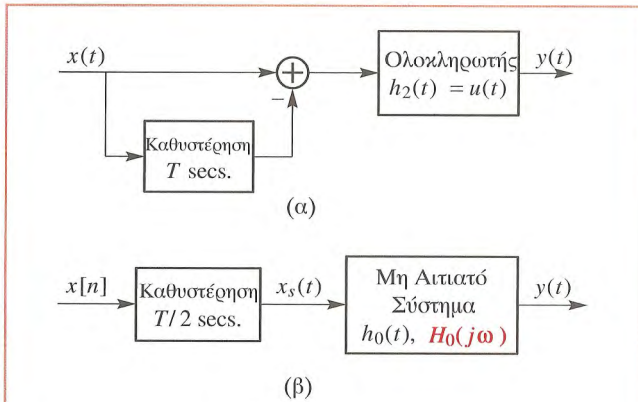 x(t)
+
−
Ολοκληρωτής
h₂(t) = u(t)
y(t)
Καθυστέρηση
T secs.
(α)
x[n]
Καθυστέρηση
T/2 secs.
xₛ(t)
Μη Αιτιατό
Σύστημα
h₀(t), H₀(jω)
y(t)
(β)